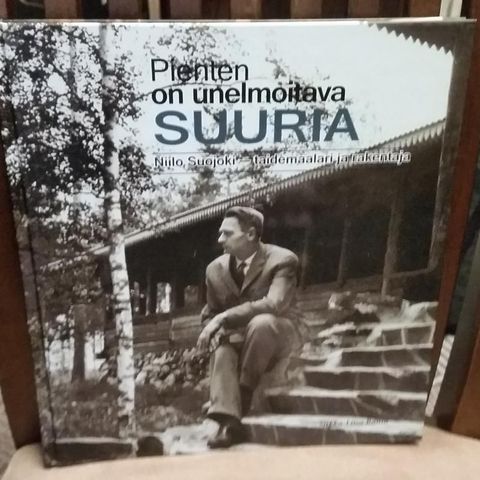 Pienten
on unelmoitava
SUURIA
Niilo Suojoki – taidemaalari ja rakentaja